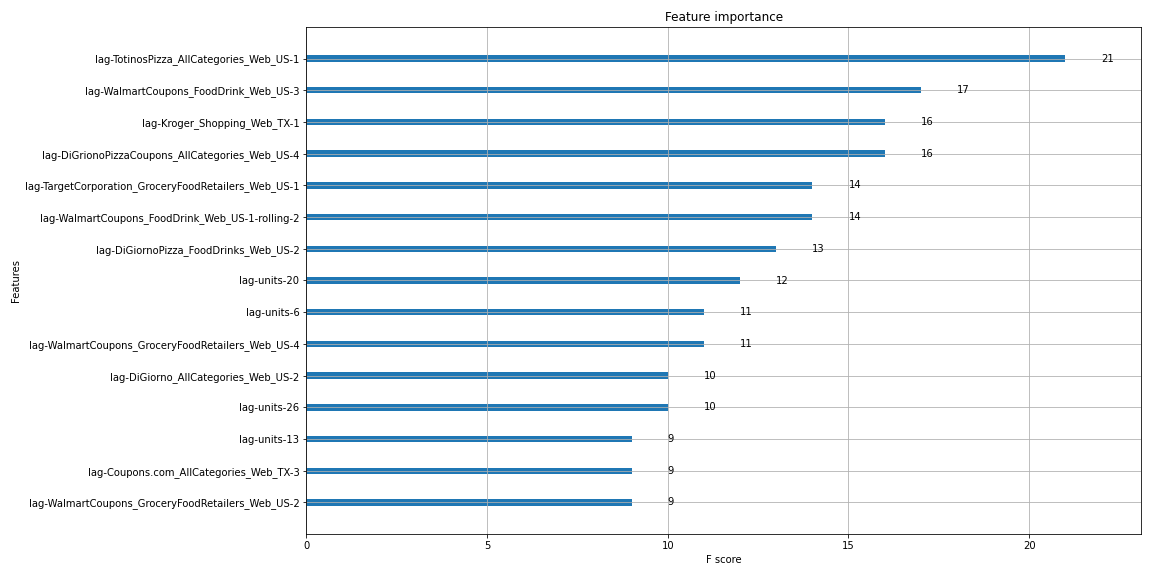 Feature importance
Features
lag-TotinosPizza_AllCategories_Web_US-1 21
lag-WalmartCoupons_FoodDrink_Web_US-3 17
lag-Kroger_Shopping_Web_TX-1 16
lag-DiGrionoPizzaCoupons_AllCategories_Web_US-4 16
lag-TargetCorporation_GroceryFoodRetailers_Web_US-1 14
lag-WalmartCoupons_FoodDrink_Web_US-1-rolling-2 14
lag-DiGiornoPizza_FoodDrinks_Web_US-2 13
lag-units-20 12
lag-units-6 11
lag-WalmartCoupons_GroceryFoodRetailers_Web_US-4 11
lag-DiGiorno_AllCategories_Web_US-2 10
lag-units-26 10
lag-units-13 9
lag-Coupons.com_AllCategories_Web_TX-3 9
lag-WalmartCoupons_GroceryFoodRetailers_Web_US-2 9
0 5 10 15 20
F score